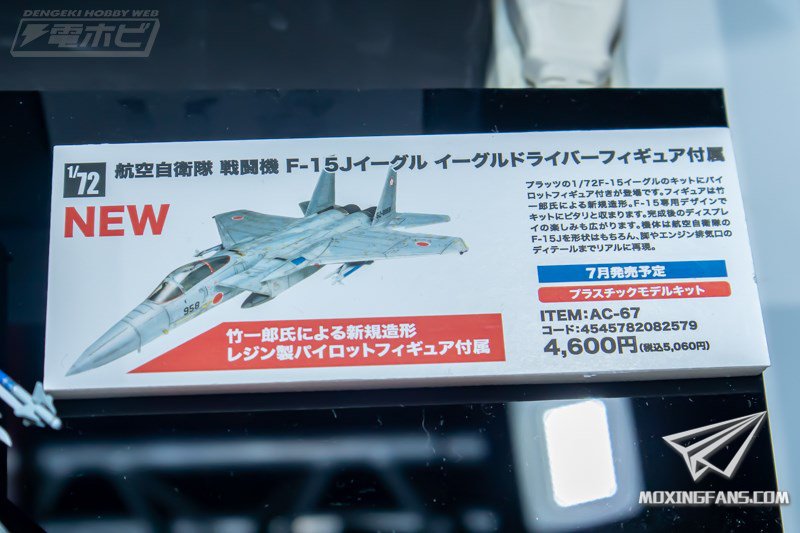 DENGEKI HOBBY WEB
電ホビ
1/72
航空自衛隊 戦闘機 F-15Jイーグル イーグルドライバーフィギュア付属
NEW
958
竹一郎氏による新規造形
レジン製パイロットフィギュア付属
プラッツの1/72F-15イーグルのキットにパイ
ロットフィギュア付きが登場です。フィギュアは竹
一郎氏による新規造形。F-15専用デザインで
キットにピタリと収まります。完成後のディスプレ
イの楽しみも広がります。機体は航空自衛隊の
F-15Jを形状はもちろん、脚やエンジン排気口の
ディテールまでリアルに再現。
7月発売予定
プラスチックモデルキット
ITEM:AC-67
コード:4545782082579
4,600円(税込5,060円)
MOXINGFANS.COM